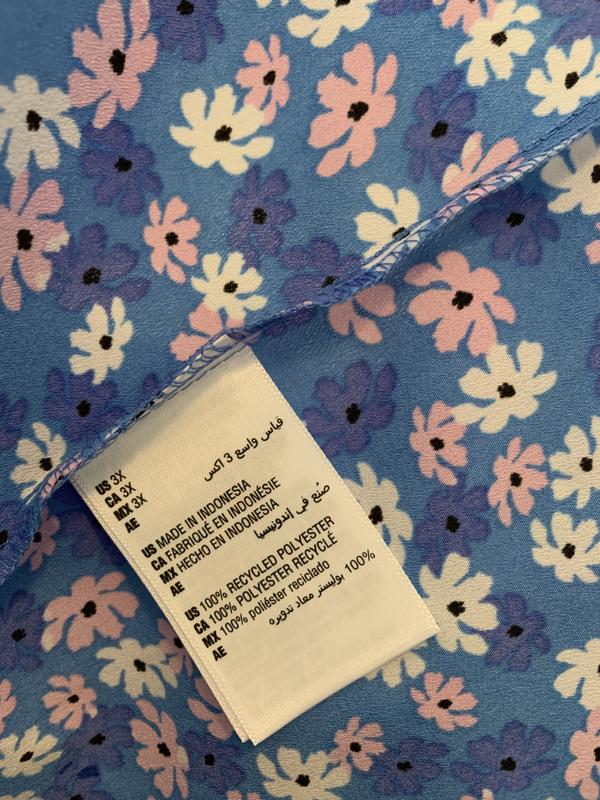 US 3X
CA 3X
MX 3X
AE قياس واسع 3 اكس
US MADE IN INDONESIA
CA FABRIQUÉ EN INDONÉSIE
MX HECHO EN INDONESIA
AE صُنع في إندونيسيا
US 100% RECYCLED POLYESTER
CA 100% POLYESTER RECYCLÉ
MX 100% poliéster reciclado
AE 100% بوليستر معاد تدويره